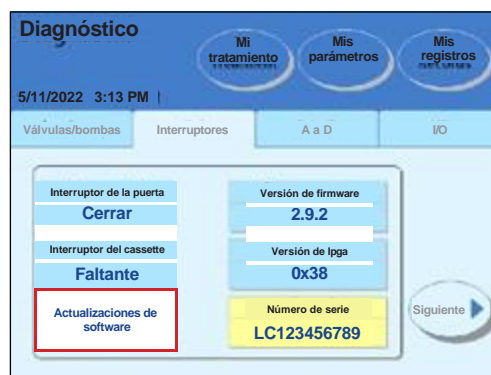 Diagnóstico
Mi
tratamiento
Mis
parámetros
Mis
registros
5/11/2022 3:13 PM
Válvulas/bombas
Interruptores
A a D
I/O
Interruptor de la puerta
Cerrar
Versión de firmware
2.9.2
Interruptor del cassette
Faltante
Versión de lpga
0x38
Actualizaciones de
software
Número de serie
LC123456789
Siguiente